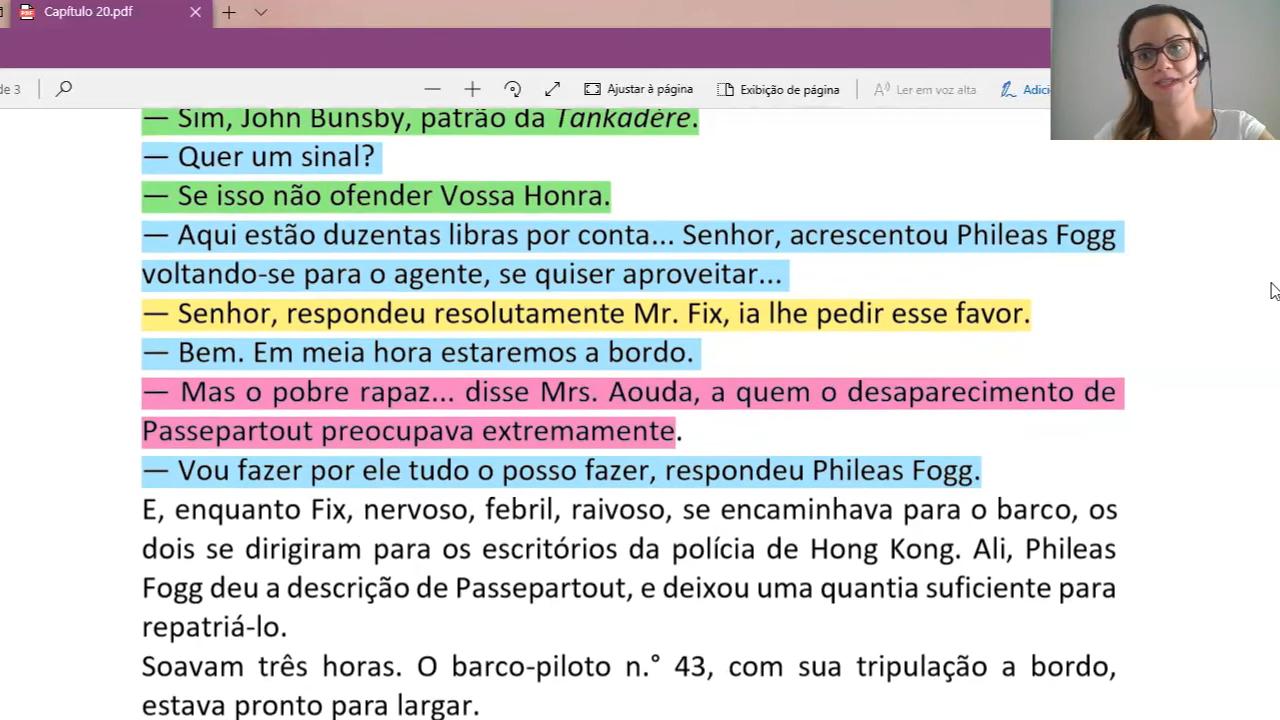 Capítulo 20.pdf
de 3
Ajustar à página
Exibição de página
Ler em voz alta
Adici
— Sim, John Bunsby, patrão da Tankadère.
— Quer um sinal?
— Se isso não ofender Vossa Honra.
— Aqui estão duzentas libras por conta... Senhor, acrescentou Phileas Fogg
voltando-se para o agente, se quiser aproveitar...
— Senhor, respondeu resolutamente Mr. Fix, ia lhe pedir esse favor.
— Bem. Em meia hora estaremos a bordo.
— Mas o pobre rapaz... disse Mrs. Aouda, a quem o desaparecimento de
Passepartout preocupava extremamente.
— Vou fazer por ele tudo o posso fazer, respondeu Phileas Fogg.
E, enquanto Fix, nervoso, febril, raivoso, se encaminhava para o barco, os
dois se dirigiram para os escritórios da polícia de Hong Kong. Ali, Phileas
Fogg deu a descrição de Passepartout, e deixou uma quantia suficiente para
repatriá-lo.
Soavam três horas. O barco-piloto n.° 43, com sua tripulação a bordo,
estava pronto para largar.